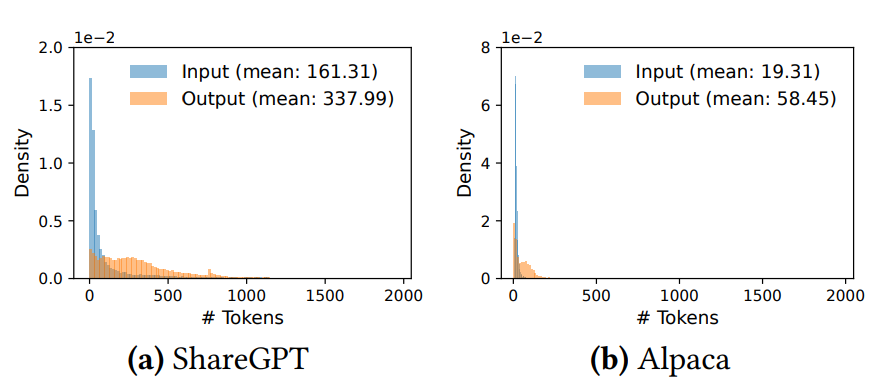 1e−2
2.0
1.5
1.0
0.5
0.0
Density
Input (mean: 161.31)
Output (mean: 337.99)
0 500 1000 1500 2000
# Tokens
(a) ShareGPT
1e−2
8
6
4
2
0
Density
Input (mean: 19.31)
Output (mean: 58.45)
0 500 1000 1500 2000
# Tokens
(b) Alpaca